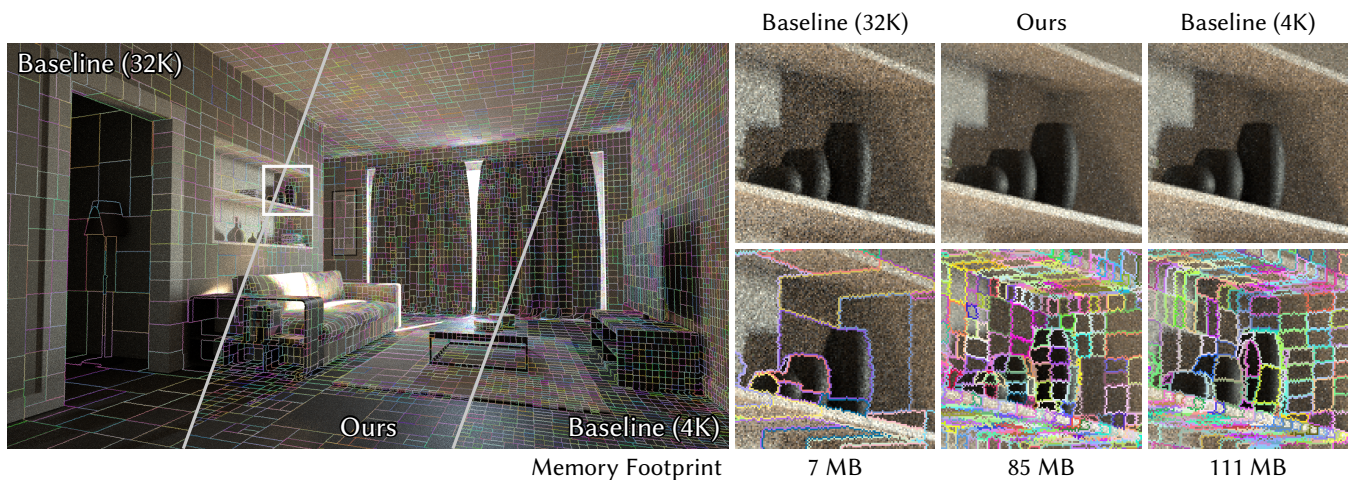 Baseline (32K) Ours Baseline (4K)
Baseline (32K)
Ours
Baseline (4K)
Memory Footprint 7 MB 85 MB 111 MB